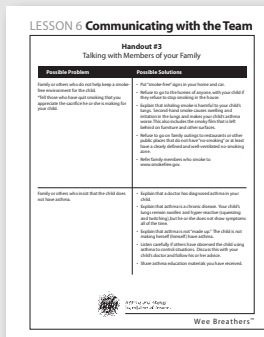 LESSON 6 Communicating with the Team
Handout #3
Talking with Members of your Family
Possible Problem
Possible Solutions
Family or others who do not help keep a smoke-
free environment for the child.
*Tell those who have quit smoking that you
appreciate the sacrifice he or she is making for
your child.
• Put "smoke-free" signs in your home and car.
• Refuse to go to the homes of anyone, with your child if
they refuse to stop smoking in the house.
• Explain that inhaling smoke is harmful to your child's
lungs. Second-hand smoke causes swelling and
irritation in the lungs and makes your child's asthma
worse. This also includes the smoky film that is left
behind on furniture and other surfaces.
• Refuse to go on family outings to restaurants or other
public places that do not have "no-smoking" or at least
have a clearly defined and well-ventilated no-smoking
zone.
• Refer family members who smoke to
www.smokefree.gov.
Family or others who insist that the child does
not have asthma.
• Explain that a doctor has diagnosed asthma in your
child.
• Explain that asthma is a chronic disease. Your child's
lungs remain swollen and hyper-reactive (squeezing
and twitching), but he or she does not show symptoms
all of the time.
• Explain that asthma is not "made up." The child is not
making herself (himself) have asthma.
• Listen carefully if others have observed the child using
asthma to control situations. Discuss this with your
child's doctor and follow his or her advice.
• Share asthma education materials you have received.
Asthma and Allergy
Foundation of America
Wee Breathers™